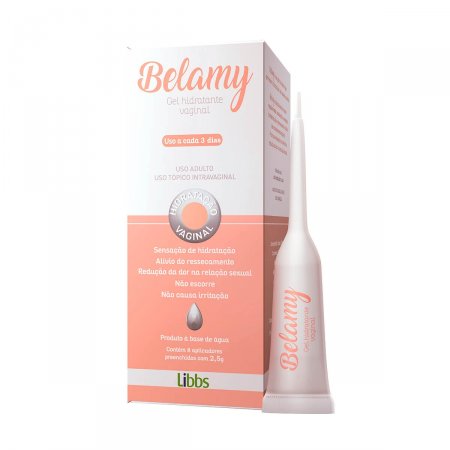 Belamy
Gel hidratante
vaginal
Uso a cada 3 dias
USO ADULTO
USO TÓPICO INTRAVAGINAL
HIDRATAÇÃO
VAGINAL
Sensação de hidratação
Alívio do ressecamento
Redução da dor na relação sexual
Não escorre
Não causa irritação
Produto à base de água
Contém 8 aplicadores
preenchidos com 2,5g
Libbs
Belamy
Gel hidratante
vaginal